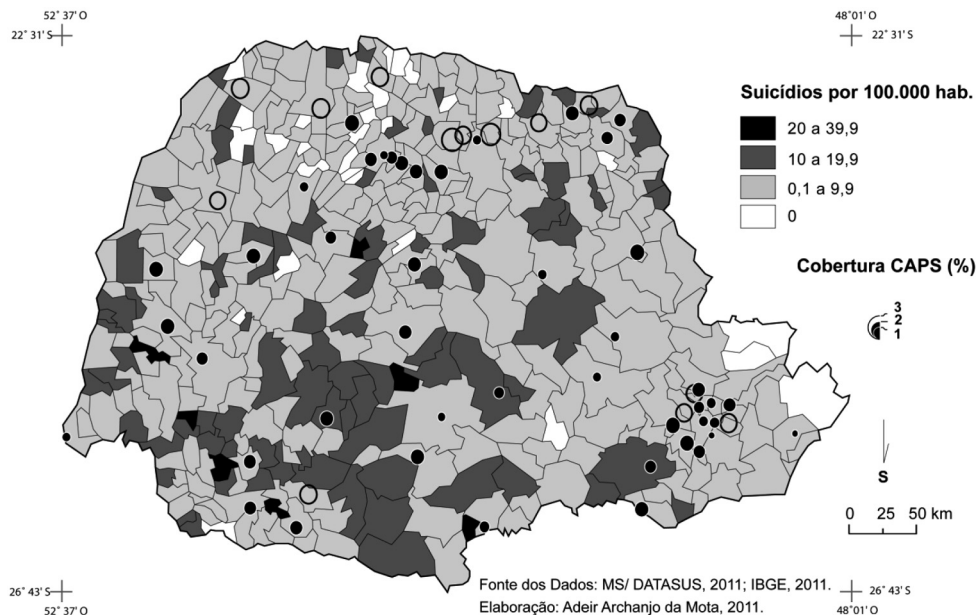 52° 37' O
48° 01' O
22° 31' S
22° 31' S
Suicídios por 100.000 hab.
20 a 39,9
10 a 19,9
0,1 a 9,9
0
Cobertura CAPS (%)
3
2
1
S
0 25 50 km
26° 43' S
26° 43' S
52° 37' O
48° 01' O
Fonte dos Dados: MS/ DATASUS, 2011; IBGE, 2011.
Elaboração: Adeir Archanjo da Mota, 2011.